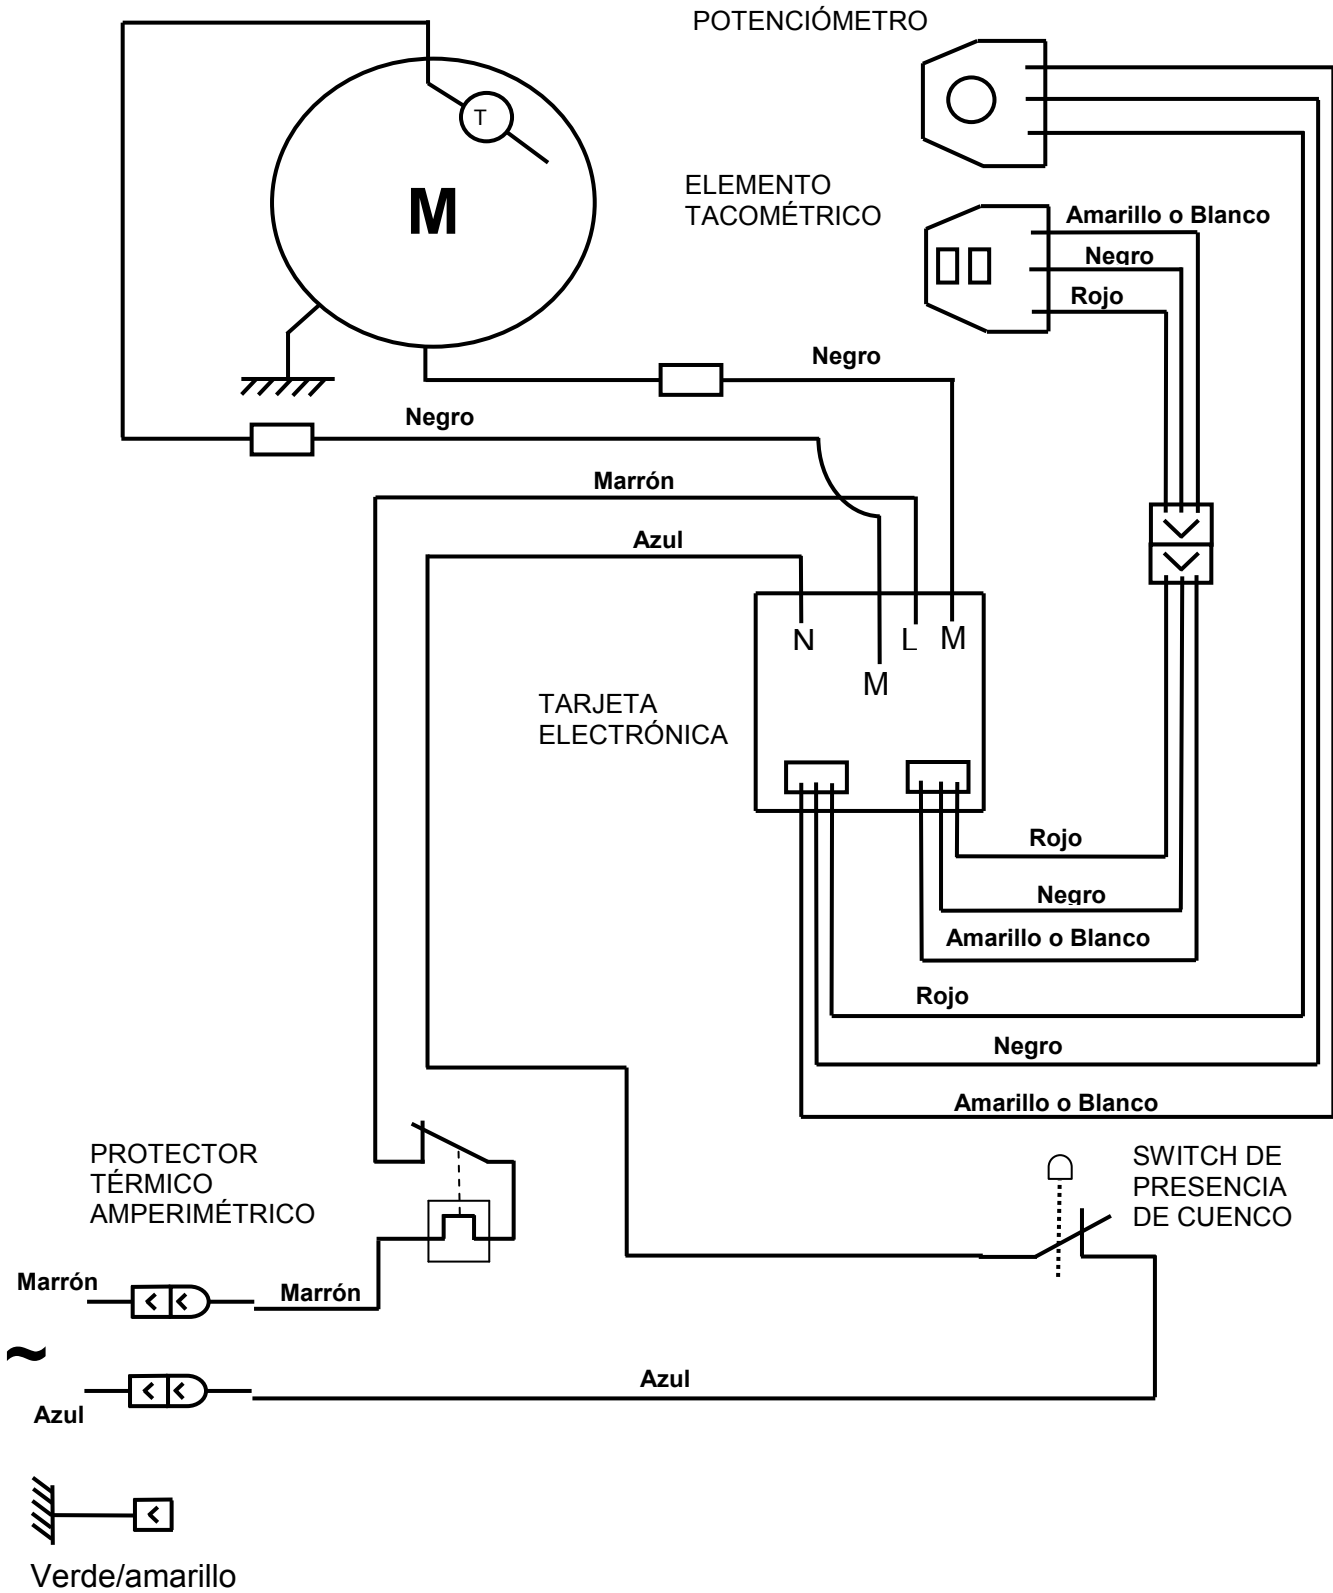 POTENCIÓMETRO
T
M
ELEMENTO
TACOMÉTRICO
Amarillo o Blanco
Negro
Rojo
Negro
Negro
Marrón
Azul
N
L
M
M
TARJETA
ELECTRÓNICA
Rojo
Negro
Amarillo o Blanco
Rojo
Negro
Amarillo o Blanco
PROTECTOR
TÉRMICO
AMPERIMÉTRICO
SWITCH DE
PRESENCIA
DE CUENCO
Marrón
Marrón
~
Azul
Azul
Verde/amarillo